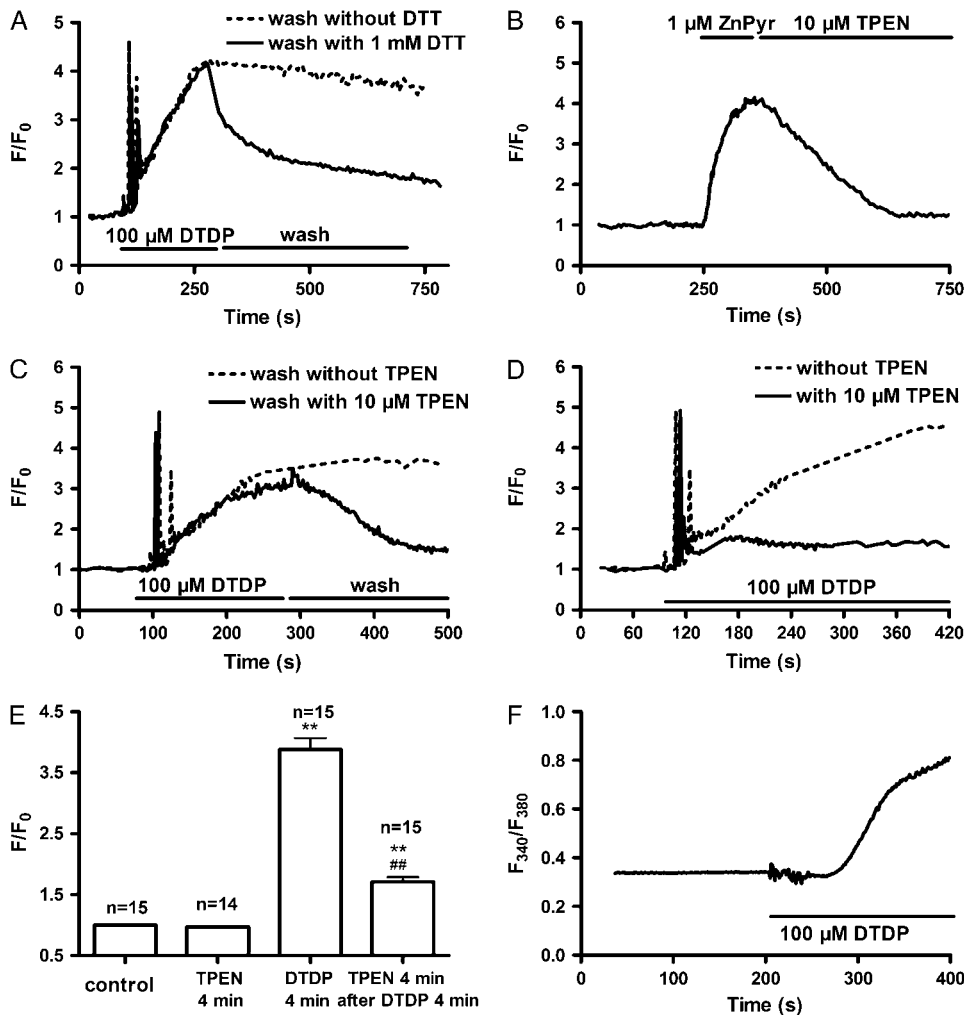 A
wash without DTT
wash with 1 mM DTT
F/F0
6
5
4
3
2
1
0
100 µM DTDP
wash
0
250
500
750
Time (s)
B
1 µM ZnPyr
10 µM TPEN
F/F0
6
5
4
3
2
1
0
0
250
500
750
Time (s)
C
wash without TPEN
wash with 10 µM TPEN
F/F0
6
5
4
3
2
1
0
100 µM DTDP
wash
0
100
200
300
400
500
Time (s)
D
without TPEN
with 10 µM TPEN
F/F0
6
5
4
3
2
1
0
100 µM DTDP
0
60
120
180
240
300
360
420
Time (s)
E
F/F0
4.5
3.5
2.5
1.5
0.5
n=15
n=14
n=15
**
n=15
**
##
control
TPEN
4 min
DTDP
4 min
TPEN 4 min
after DTDP 4 min
F
F340/F380
1.0
0.8
0.6
0.4
0.2
0.0
100 µM DTDP
0
100
200
300
400
Time (s)